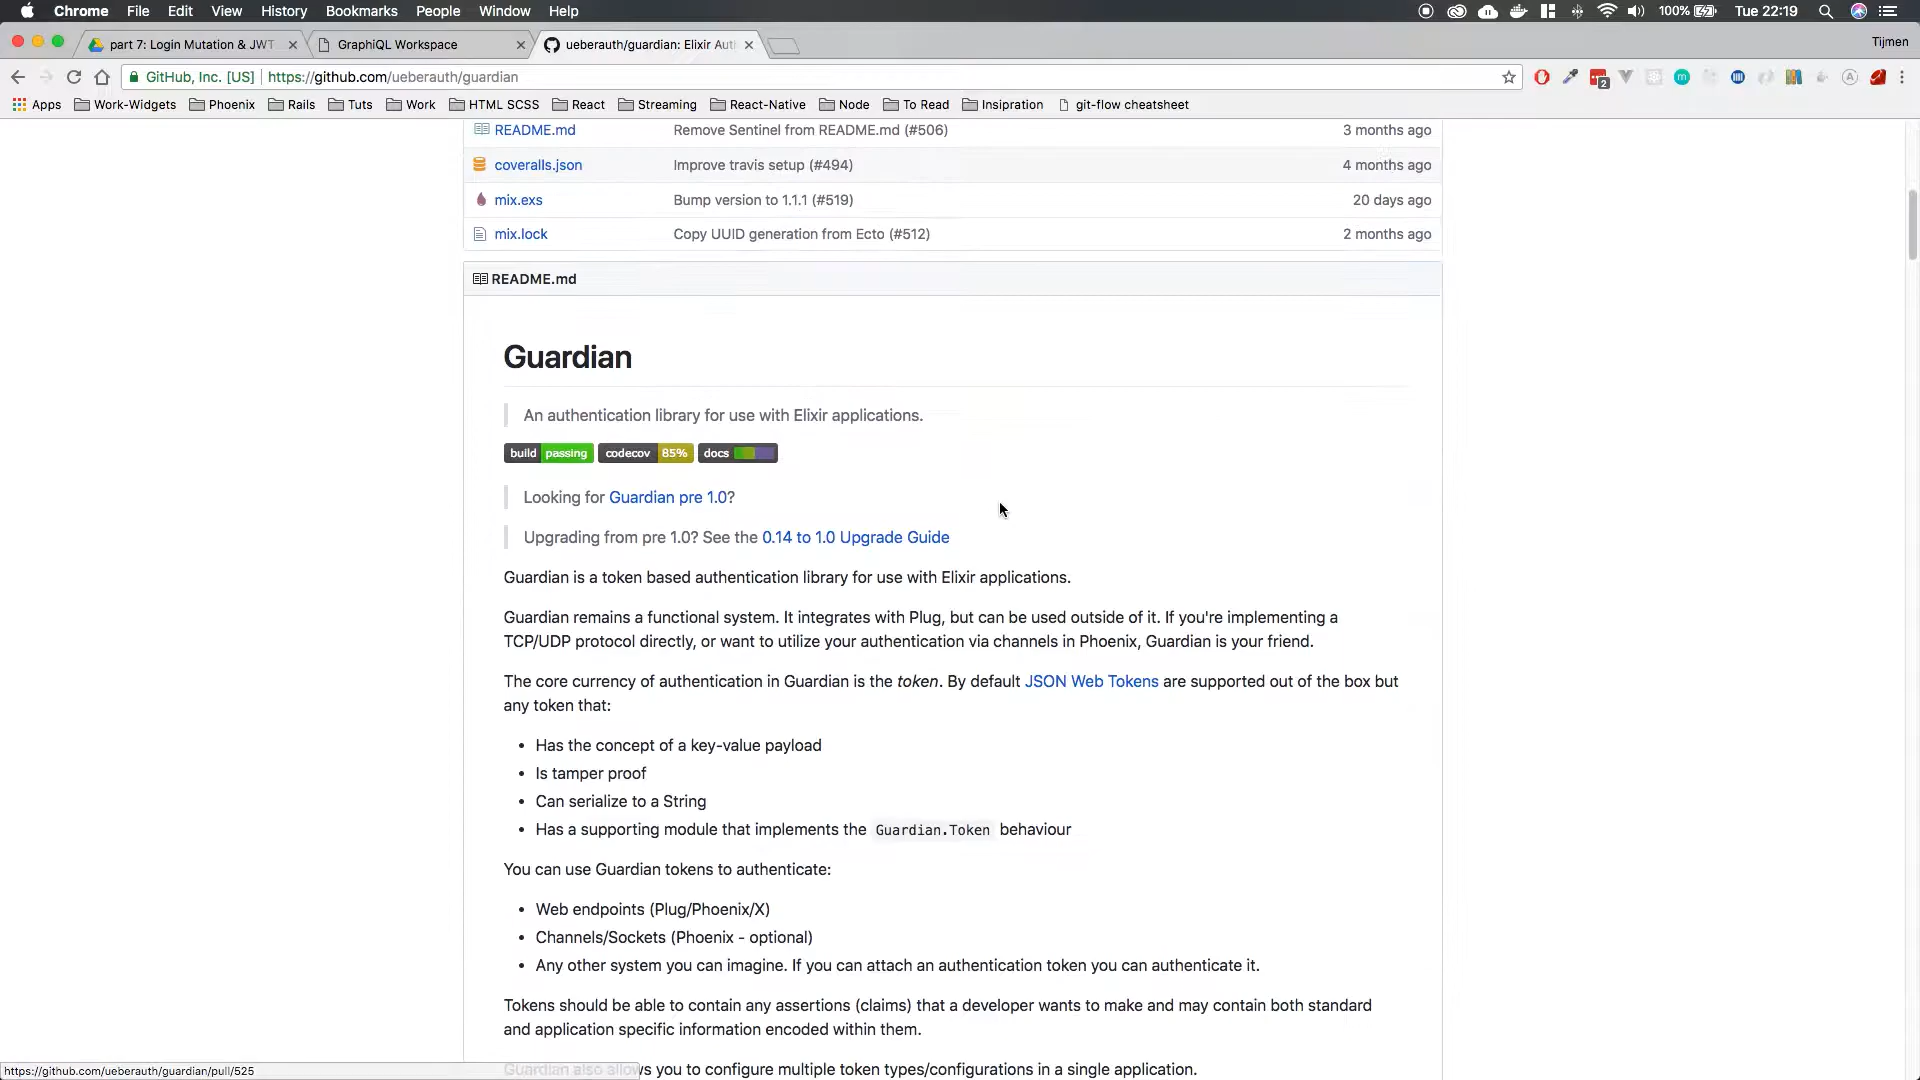 Chrome File Edit View History Bookmarks People Window Help 100% Tue 22:19
part 7: Login Mutation & JWT GraphiQL Workspace ueberauth/guardian: Elixir Aut Tijmen
GitHub, Inc. [US] https://github.com/ueberauth/guardian 2
Apps Work-Widgets Phoenix Rails Tuts Work HTML SCSS React Streaming React-Native Node To Read Insipration git-flow cheatsheet
README.md Remove Sentinel from README.md (#506) 3 months ago
coveralls.json Improve travis setup (#494) 4 months ago
mix.exs Bump version to 1.1.1 (#519) 20 days ago
mix.lock Copy UUID generation from Ecto (#512) 2 months ago
README.md
Guardian
An authentication library for use with Elixir applications.
build passing codecov 85% docs
Looking for Guardian pre 1.0?
Upgrading from pre 1.0? See the 0.14 to 1.0 Upgrade Guide
Guardian is a token based authentication library for use with Elixir applications.
Guardian remains a functional system. It integrates with Plug, but can be used outside of it. If you're implementing a
TCP/UDP protocol directly, or want to utilize your authentication via channels in Phoenix, Guardian is your friend.
The core currency of authentication in Guardian is the token. By default JSON Web Tokens are supported out of the box but
any token that:
• Has the concept of a key-value payload
• Is tamper proof
• Can serialize to a String
• Has a supporting module that implements the Guardian.Token behaviour
You can use Guardian tokens to authenticate:
• Web endpoints (Plug/Phoenix/X)
• Channels/Sockets (Phoenix - optional)
• Any other system you can imagine. If you can attach an authentication token you can authenticate it.
Tokens should be able to contain any assertions (claims) that a developer wants to make and may contain both standard
and application specific information encoded within them.
Guardian also allows you to configure multiple token types/configurations in a single application.
https://github.com/ueberauth/guardian/pull/525